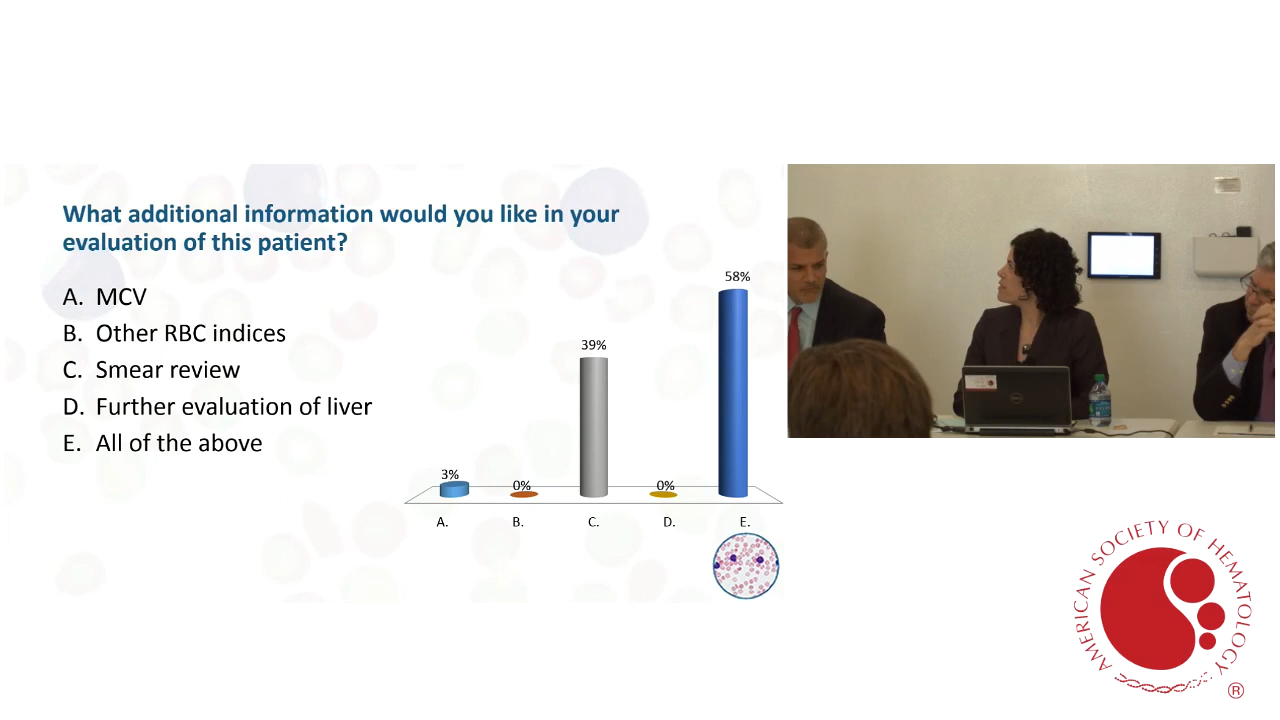 What additional information would you like in your
evaluation of this patient?
A. MCV
B. Other RBC indices
C. Smear review
D. Further evaluation of liver
E. All of the above
3%
0%
39%
0%
58%
A.
B.
C.
D.
E.
AMERICAN SOCIETY OF HEMATOLOGY
®